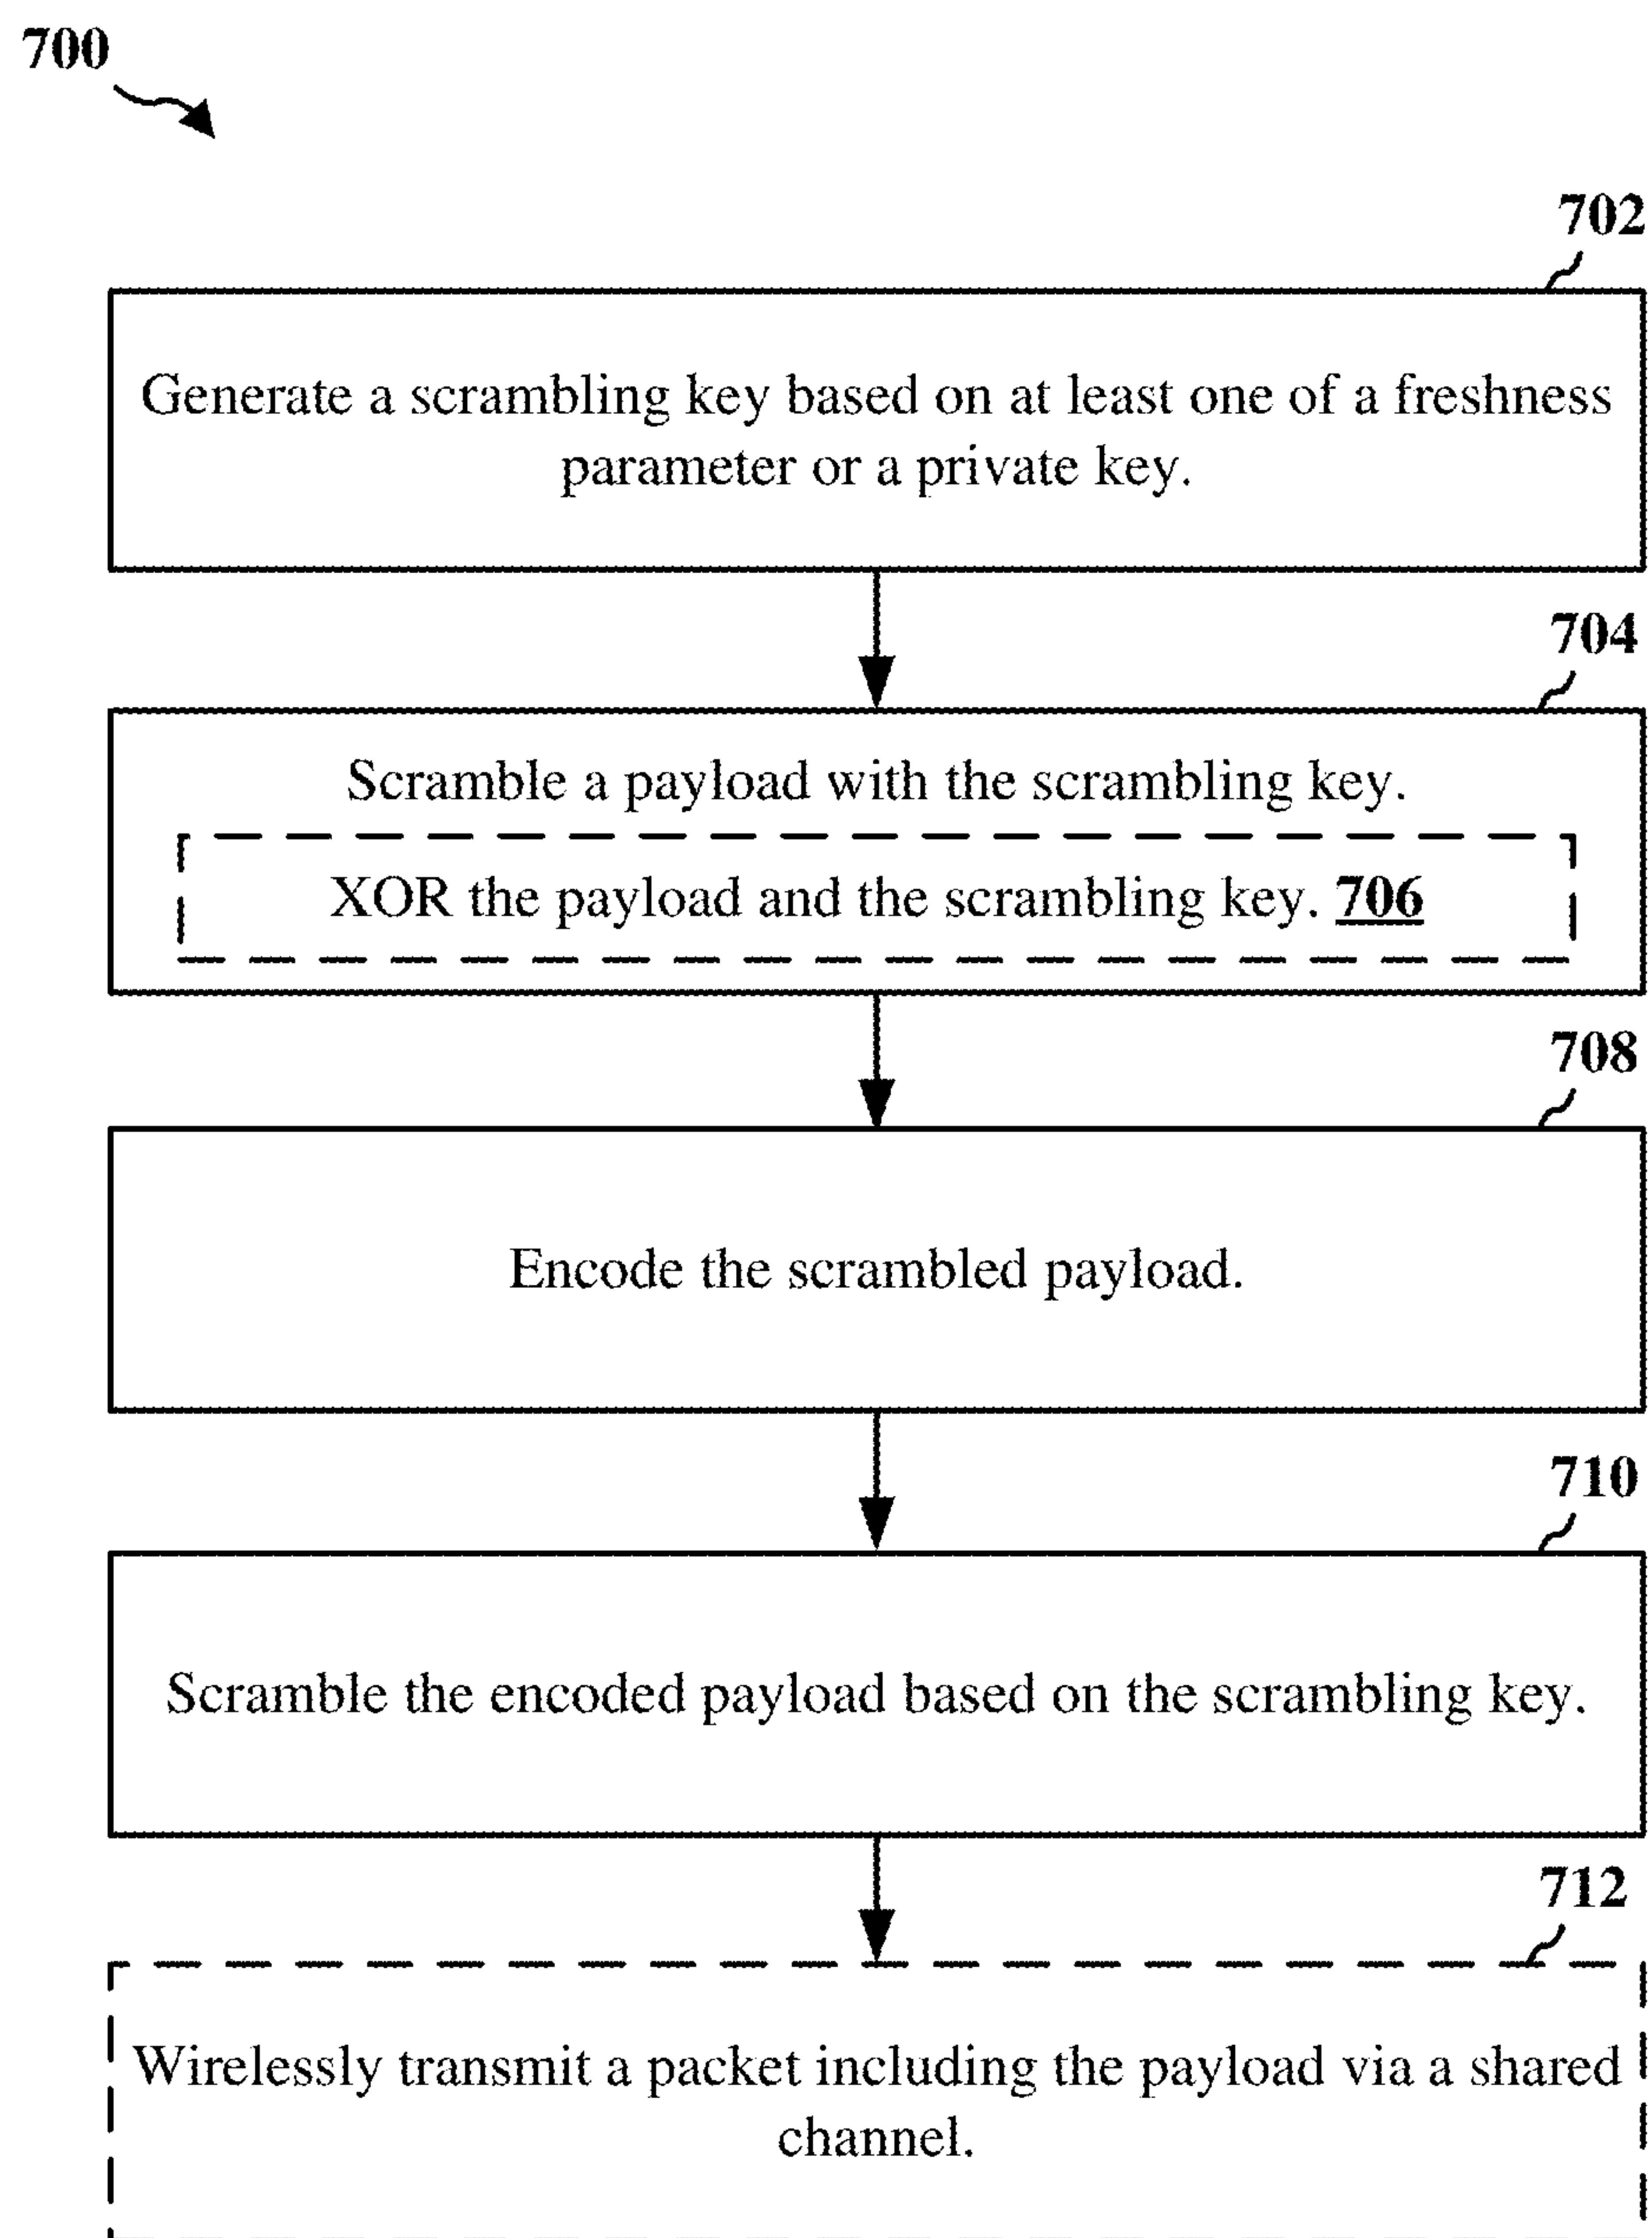 700
702
Generate a scrambling key based on at least one of a freshness
parameter or a private key.
704
Scramble a payload with the scrambling key.
XOR the payload and the scrambling key. 706
708
Encode the scrambled payload.
710
Scramble the encoded payload based on the scrambling key.
712
Wirelessly transmit a packet including the payload via a shared
channel.